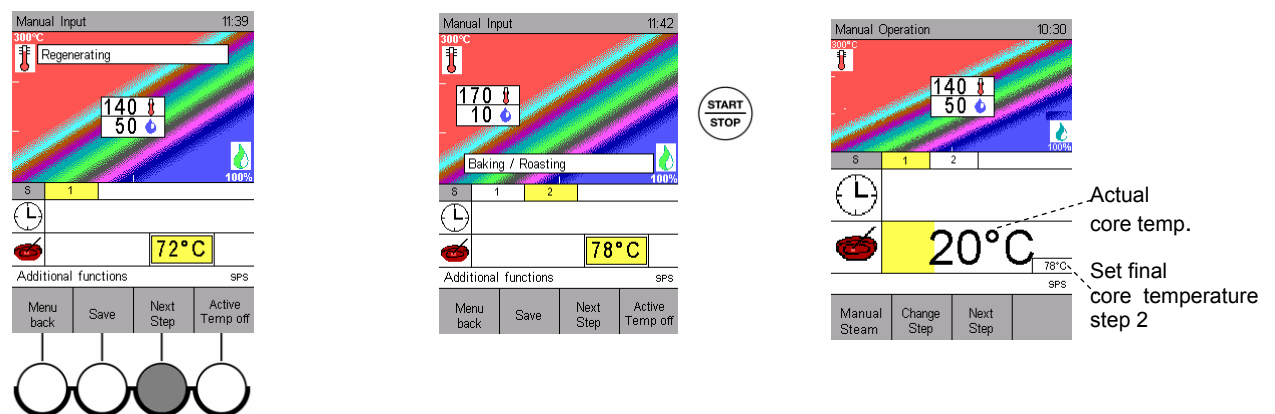 Manual Input 11:39
300°C
Regenerating
140
50
100%
S 1
72°C
Additional functions SPS
Menu back
Save
Next Step
Active Temp off
Manual Input 11:42
300°C
170
10
Baking / Roasting
100%
S 1 2
78°C
Additional functions SPS
Menu back
Save
Next Step
Active Temp off
START
STOP
Manual Operation 10:30
300°C
140
50
100%
S 1 2
20°C
78°C
SPS
Manual Steam
Change Step
Next Step
Actual
core temp.
Set final
core temperature
step 2